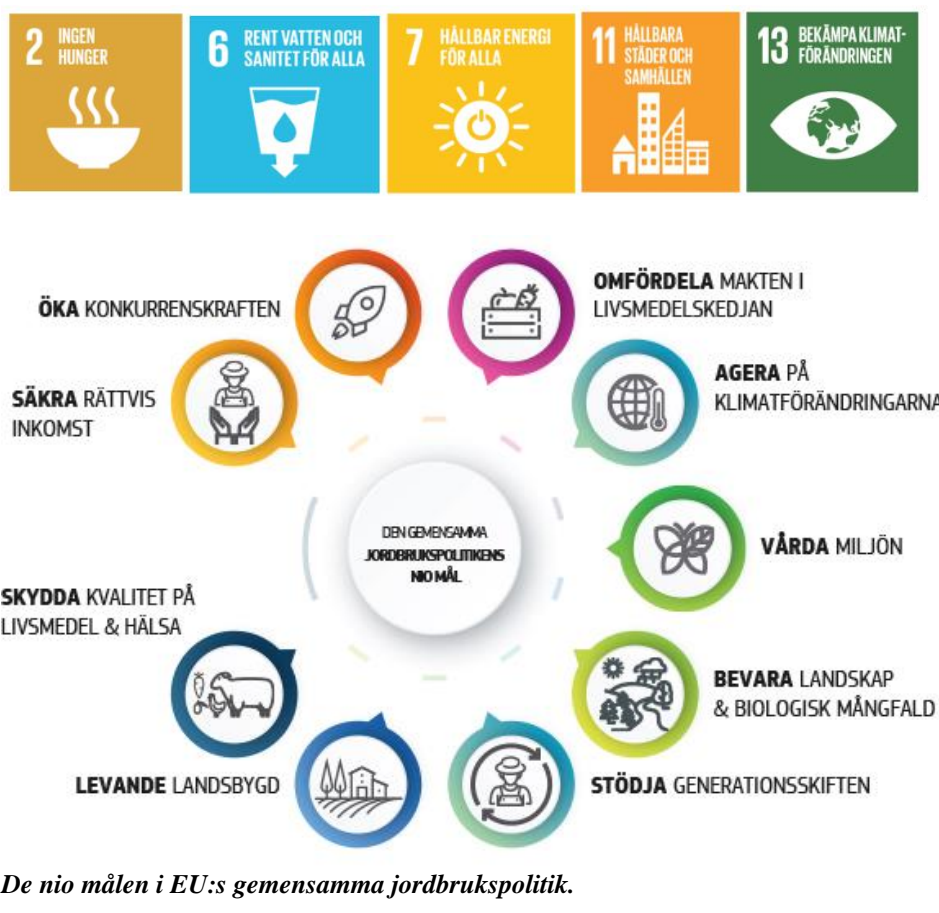 2 INGEN
HUNGER
6 RENT VATTEN OCH
SANITET FÖR ALLA
7 HÅLLBAR ENERGI
FÖR ALLA
11 HÅLLBARA
STÄDER OCH
SAMHÄLLEN
13 BEKÄMPA KLIMAT-
FÖRÄNDRINGEN
ÖKA KONKURRENSKRAFTEN
OMFÖRDELA MAKTEN I
LIVSMEDELSKEDJAN
SÄKRA RÄTTVIS
INKOMST
AGERA PÅ
KLIMATFÖRÄNDRINGARNA
DEN GEMENSAMMA
JORDBRUKSPOLITIKENS
NIO MÅL
VÅRDA MILJÖN
SKYDDA KVALITET PÅ
LIVSMEDEL & HÄLSA
BEVARA LANDSKAP
& BIOLOGISK MÅNGFALD
LEVANDE LANDSBYGD
STÖDJA GENERATIONSSKIFTEN
De nio målen i EU:s gemensamma jordbrukspolitik.